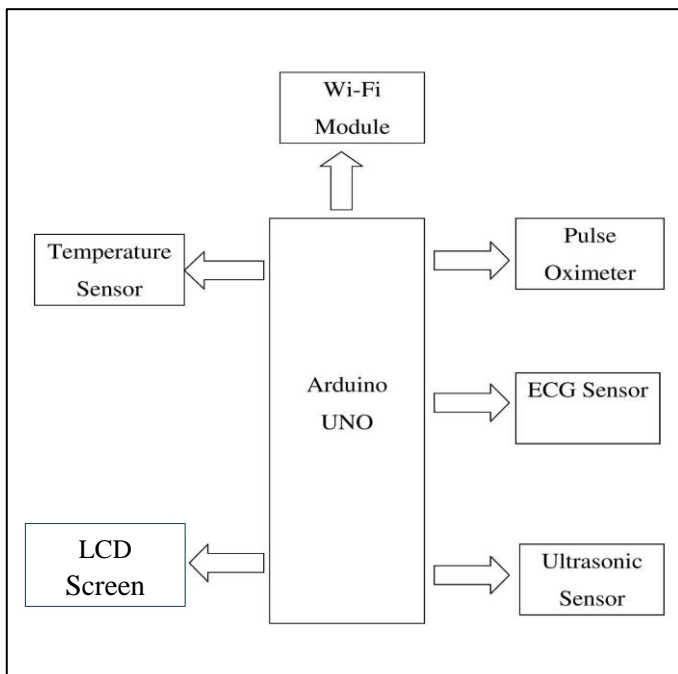 Wi-Fi
Module
Temperature
Sensor
Pulse
Oximeter
Arduino
UNO
ECG Sensor
LCD
Screen
Ultrasonic
Sensor